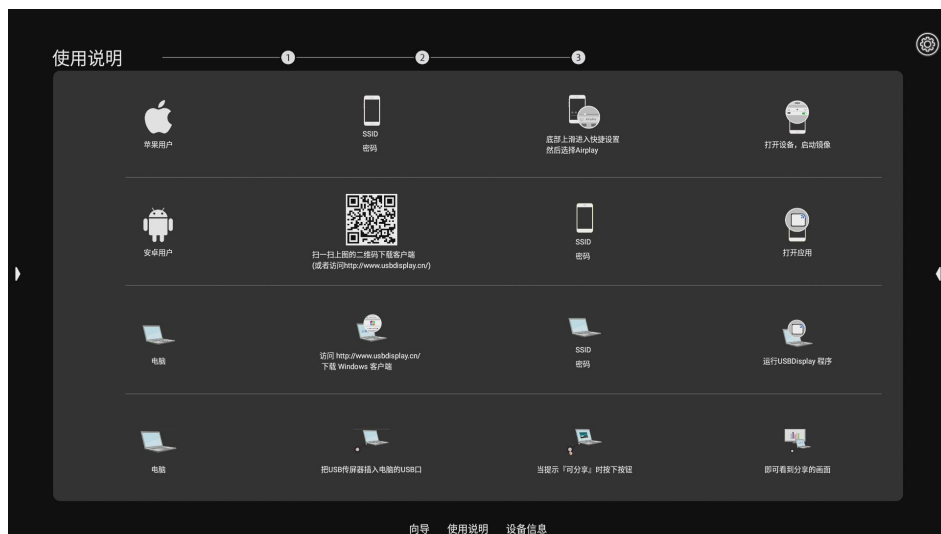 使用说明
1
2
3
苹果用户
SSID
密码
底部上滑进入快捷设置
然后选择Airplay
打开设备，启动镜像
安卓用户
扫一扫上图的二维码下载客户端
(或者访问http://www.usbdisplay.cn/)
SSID
密码
打开应用
电脑
访问 http://www.usbdisplay.cn/
下载 Windows 客户端
SSID
密码
运行USBDisplay 程序
电脑
把USB传屏器插入电脑的USB口
当提示『可分享』时按下按钮
即可看到分享的画面
向导 使用说明 设备信息